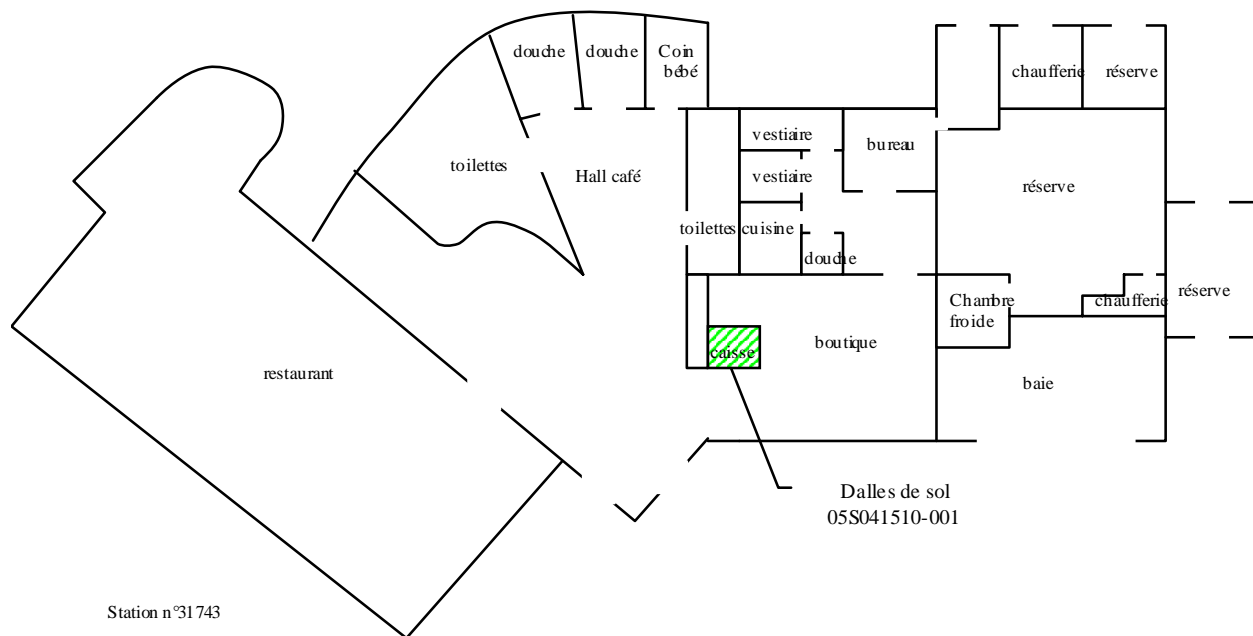 douche
douche
Coin
bébé
chaufferie
réserve
vestiaire
bureau
toilettes
Hall café
vestiaire
réserve
toilettes
cuisine
douche
Chambre
froide
chaufferie
réserve
caisse
boutique
restaurant
baie
Dalles de sol
05S041510-001
Station n°31743